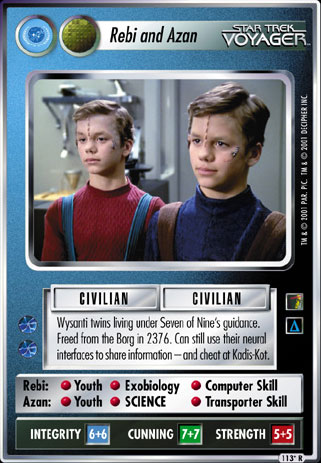 Rebi and Azan
STAR TREK
VOYAGER™
TM & © 2001 PAR. PIC. TM & © 2001 DECIPHER INC.
CIVILIAN CIVILIAN
Wysanti twins living under Seven of Nine's guidance.
Freed from the Borg in 2376. Can still use their neural
interfaces to share information – and cheat at Kadis-Kot.
Rebi: Youth Exobiology Computer Skill
Azan: Youth SCIENCE Transporter Skill
INTEGRITY 6+6 CUNNING 7+7 STRENGTH 5+5
113+ R